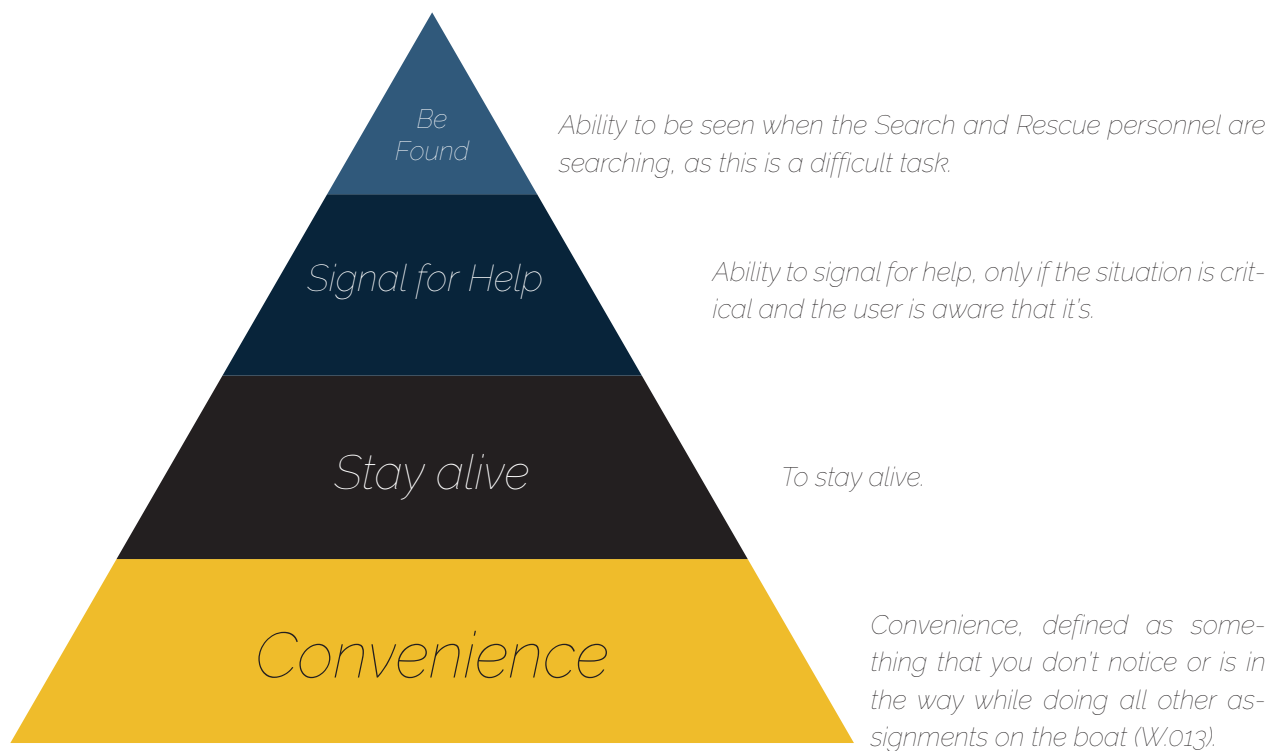 Be
Found
Ability to be seen when the Search and Rescue personnel are
searching, as this is a difficult task.
Signal for Help
Ability to signal for help, only if the situation is crit-
ical and the user is aware that it's.
Stay alive
To stay alive.
Convenience
Convenience, defined as some-
thing that you don't notice or is in
the way while doing all other as-
signments on the boat (W.013).